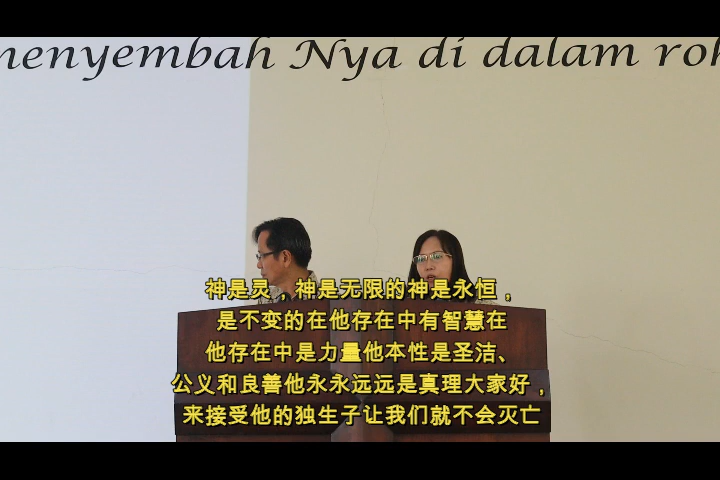 menyembah Nya di dalam roh
神是灵，神是无限的神是永恒，
是不变的在他存在中有智慧在
他存在中是力量他本性是圣洁、
公义和良善他永永远远是真理大家好，
来接受他的独生子让我们就不会灭亡